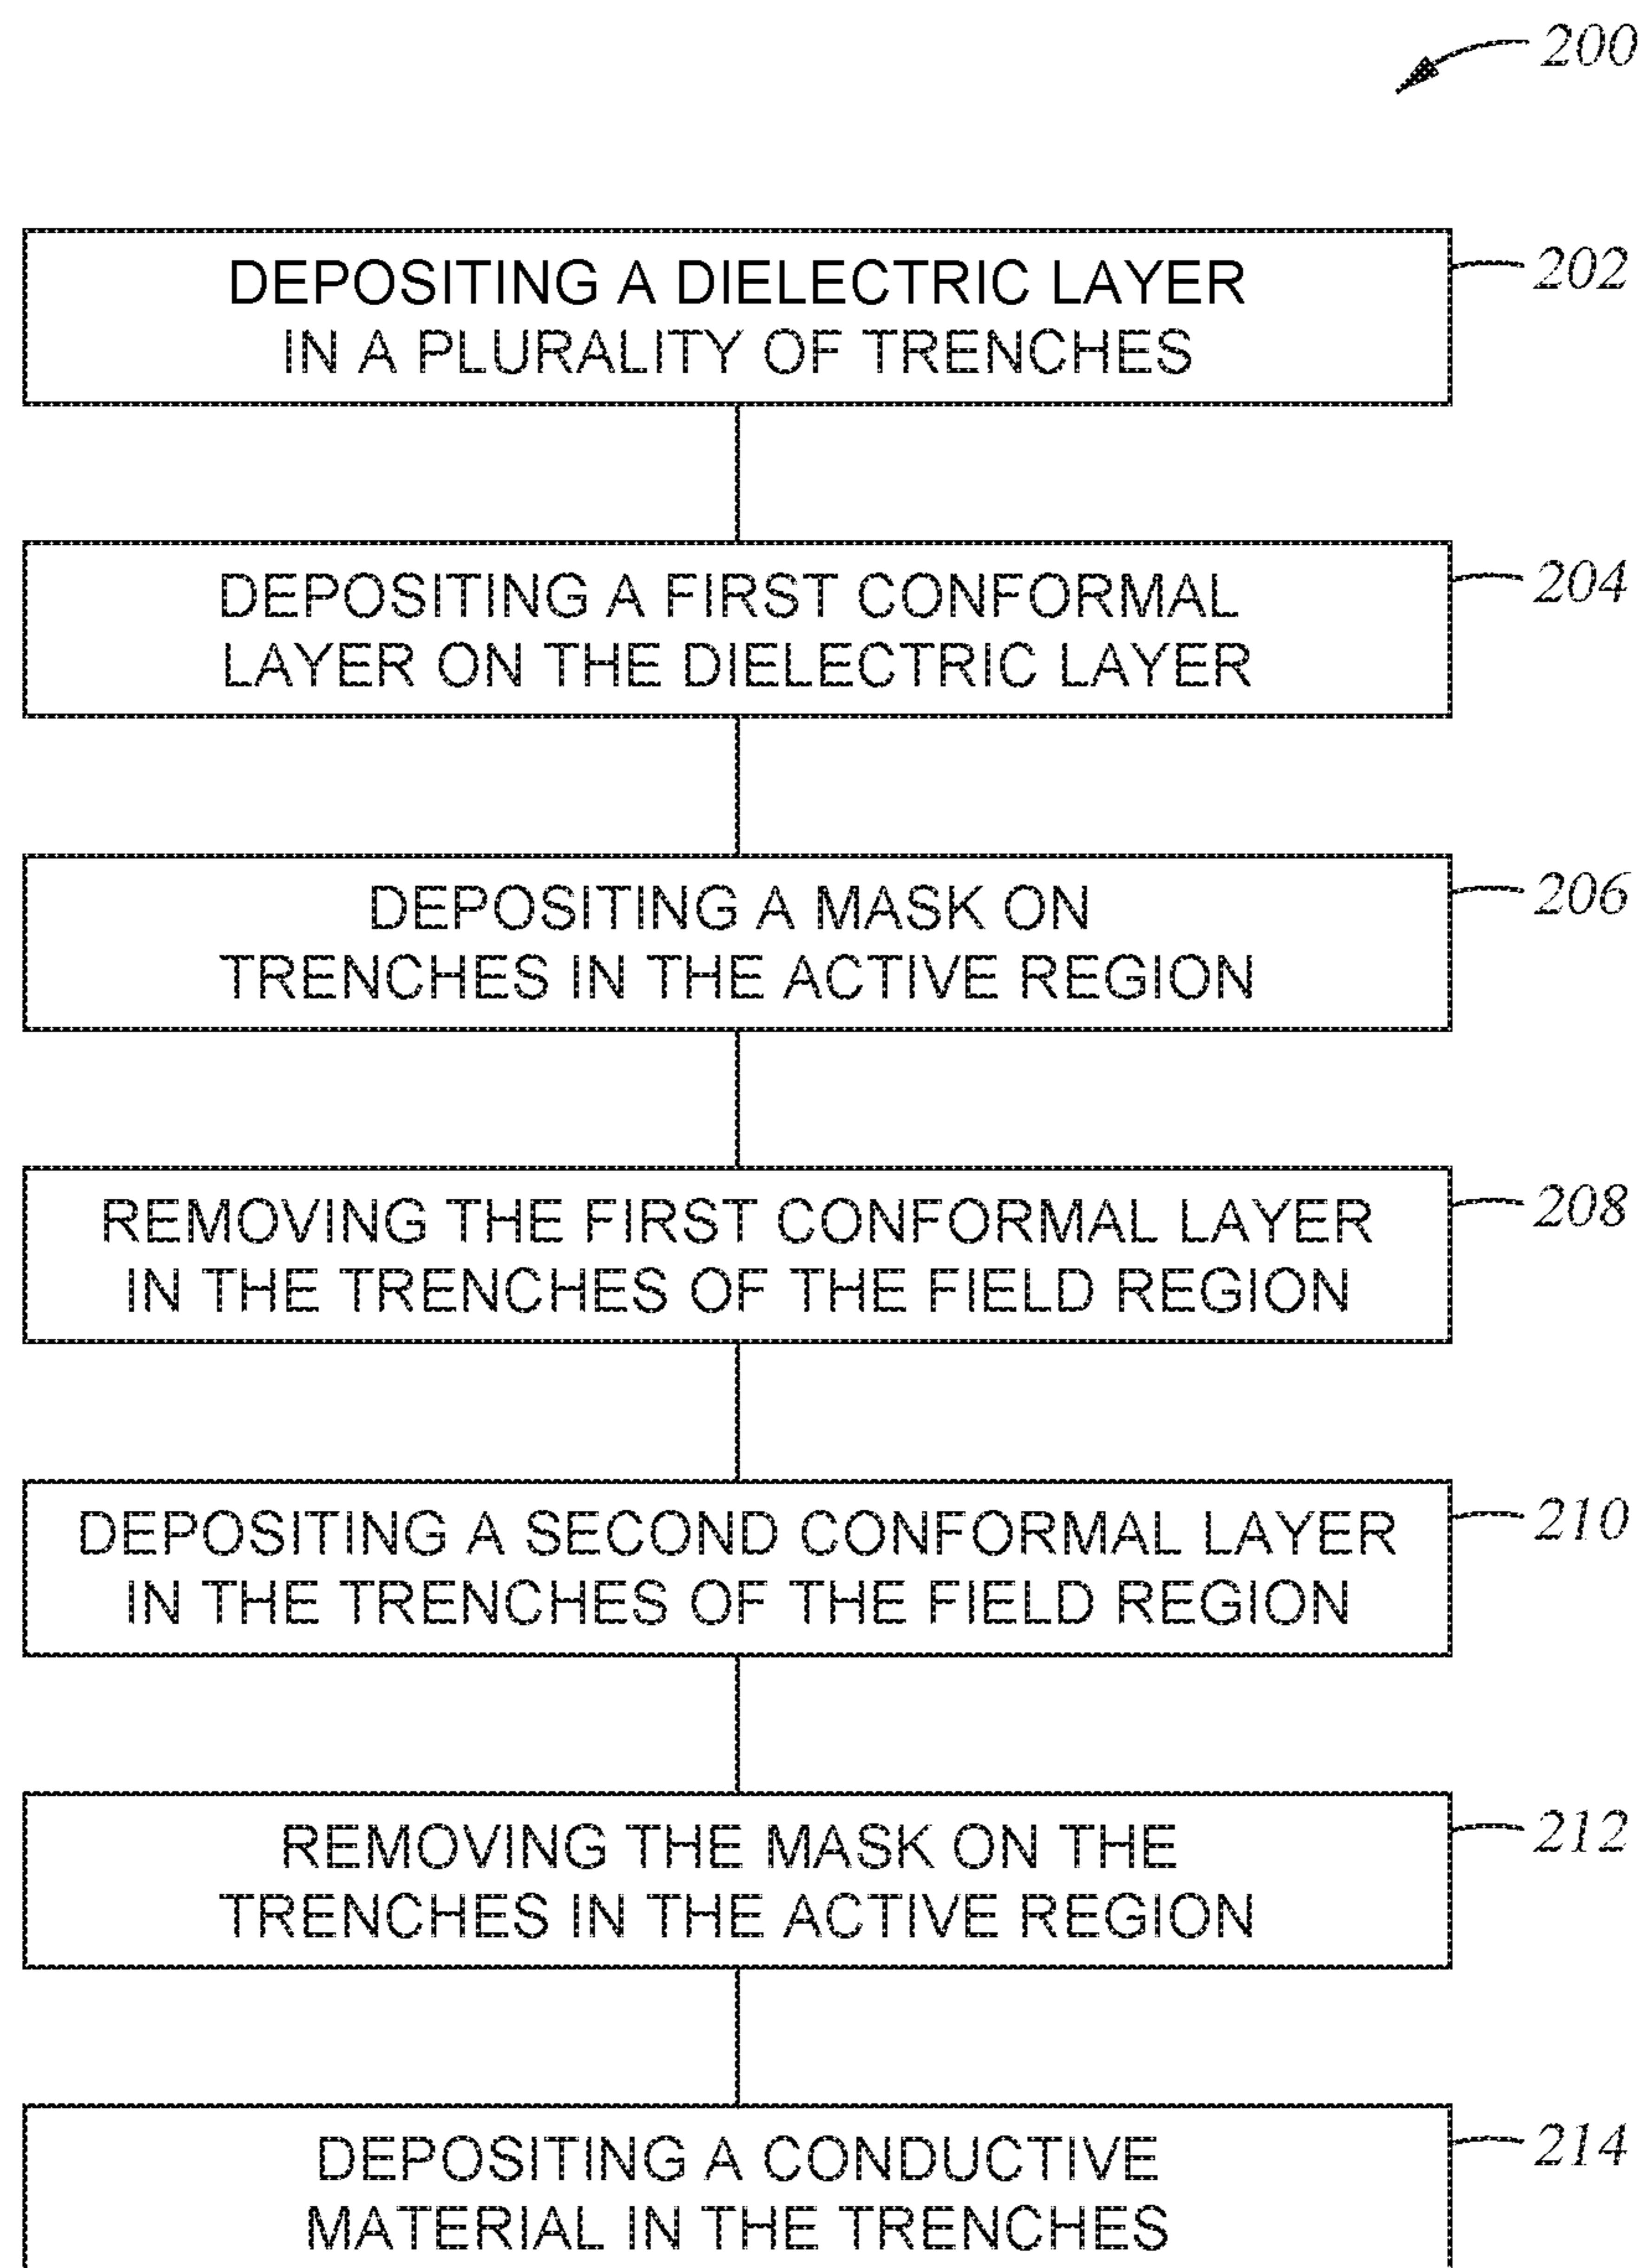 200
DEPOSITING A DIELECTRIC LAYER
IN A PLURALITY OF TRENCHES
202
DEPOSITING A FIRST CONFORMAL
LAYER ON THE DIELECTRIC LAYER
204
DEPOSITING A MASK ON
TRENCHES IN THE ACTIVE REGION
206
REMOVING THE FIRST CONFORMAL LAYER
IN THE TRENCHES OF THE FIELD REGION
208
DEPOSITING A SECOND CONFORMAL LAYER
IN THE TRENCHES OF THE FIELD REGION
210
REMOVING THE MASK ON THE
TRENCHES IN THE ACTIVE REGION
212
DEPOSITING A CONDUCTIVE
MATERIAL IN THE TRENCHES
214